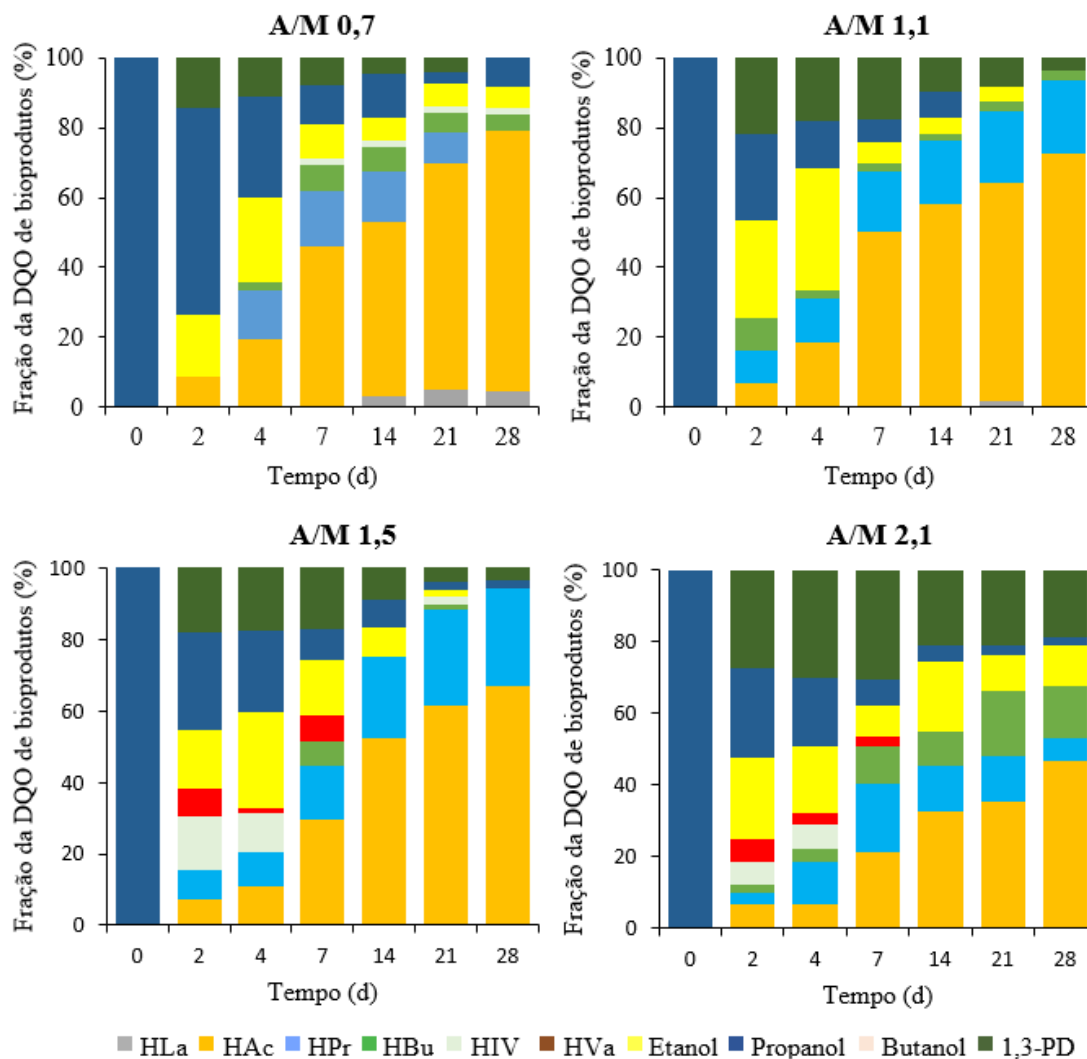 A/M 0,7
Fração da DQO de bioprodutos (%)
100
80
60
40
20
0
0 2 4 7 14 21 28
Tempo (d)
A/M 1,1
Fração da DQO de bioprodutos (%)
100
80
60
40
20
0
0 2 4 7 14 21 28
Tempo (d)
A/M 1,5
Fração da DQO de bioprodutos (%)
100
80
60
40
20
0
0 2 4 7 14 21 28
Tempo (d)
A/M 2,1
Fração da DQO de bioprodutos (%)
100
80
60
40
20
0
0 2 4 7 14 21 28
Tempo (d)
HLa HAc HPr HBu HIV HVa Etanol Propanol Butanol 1,3-PD